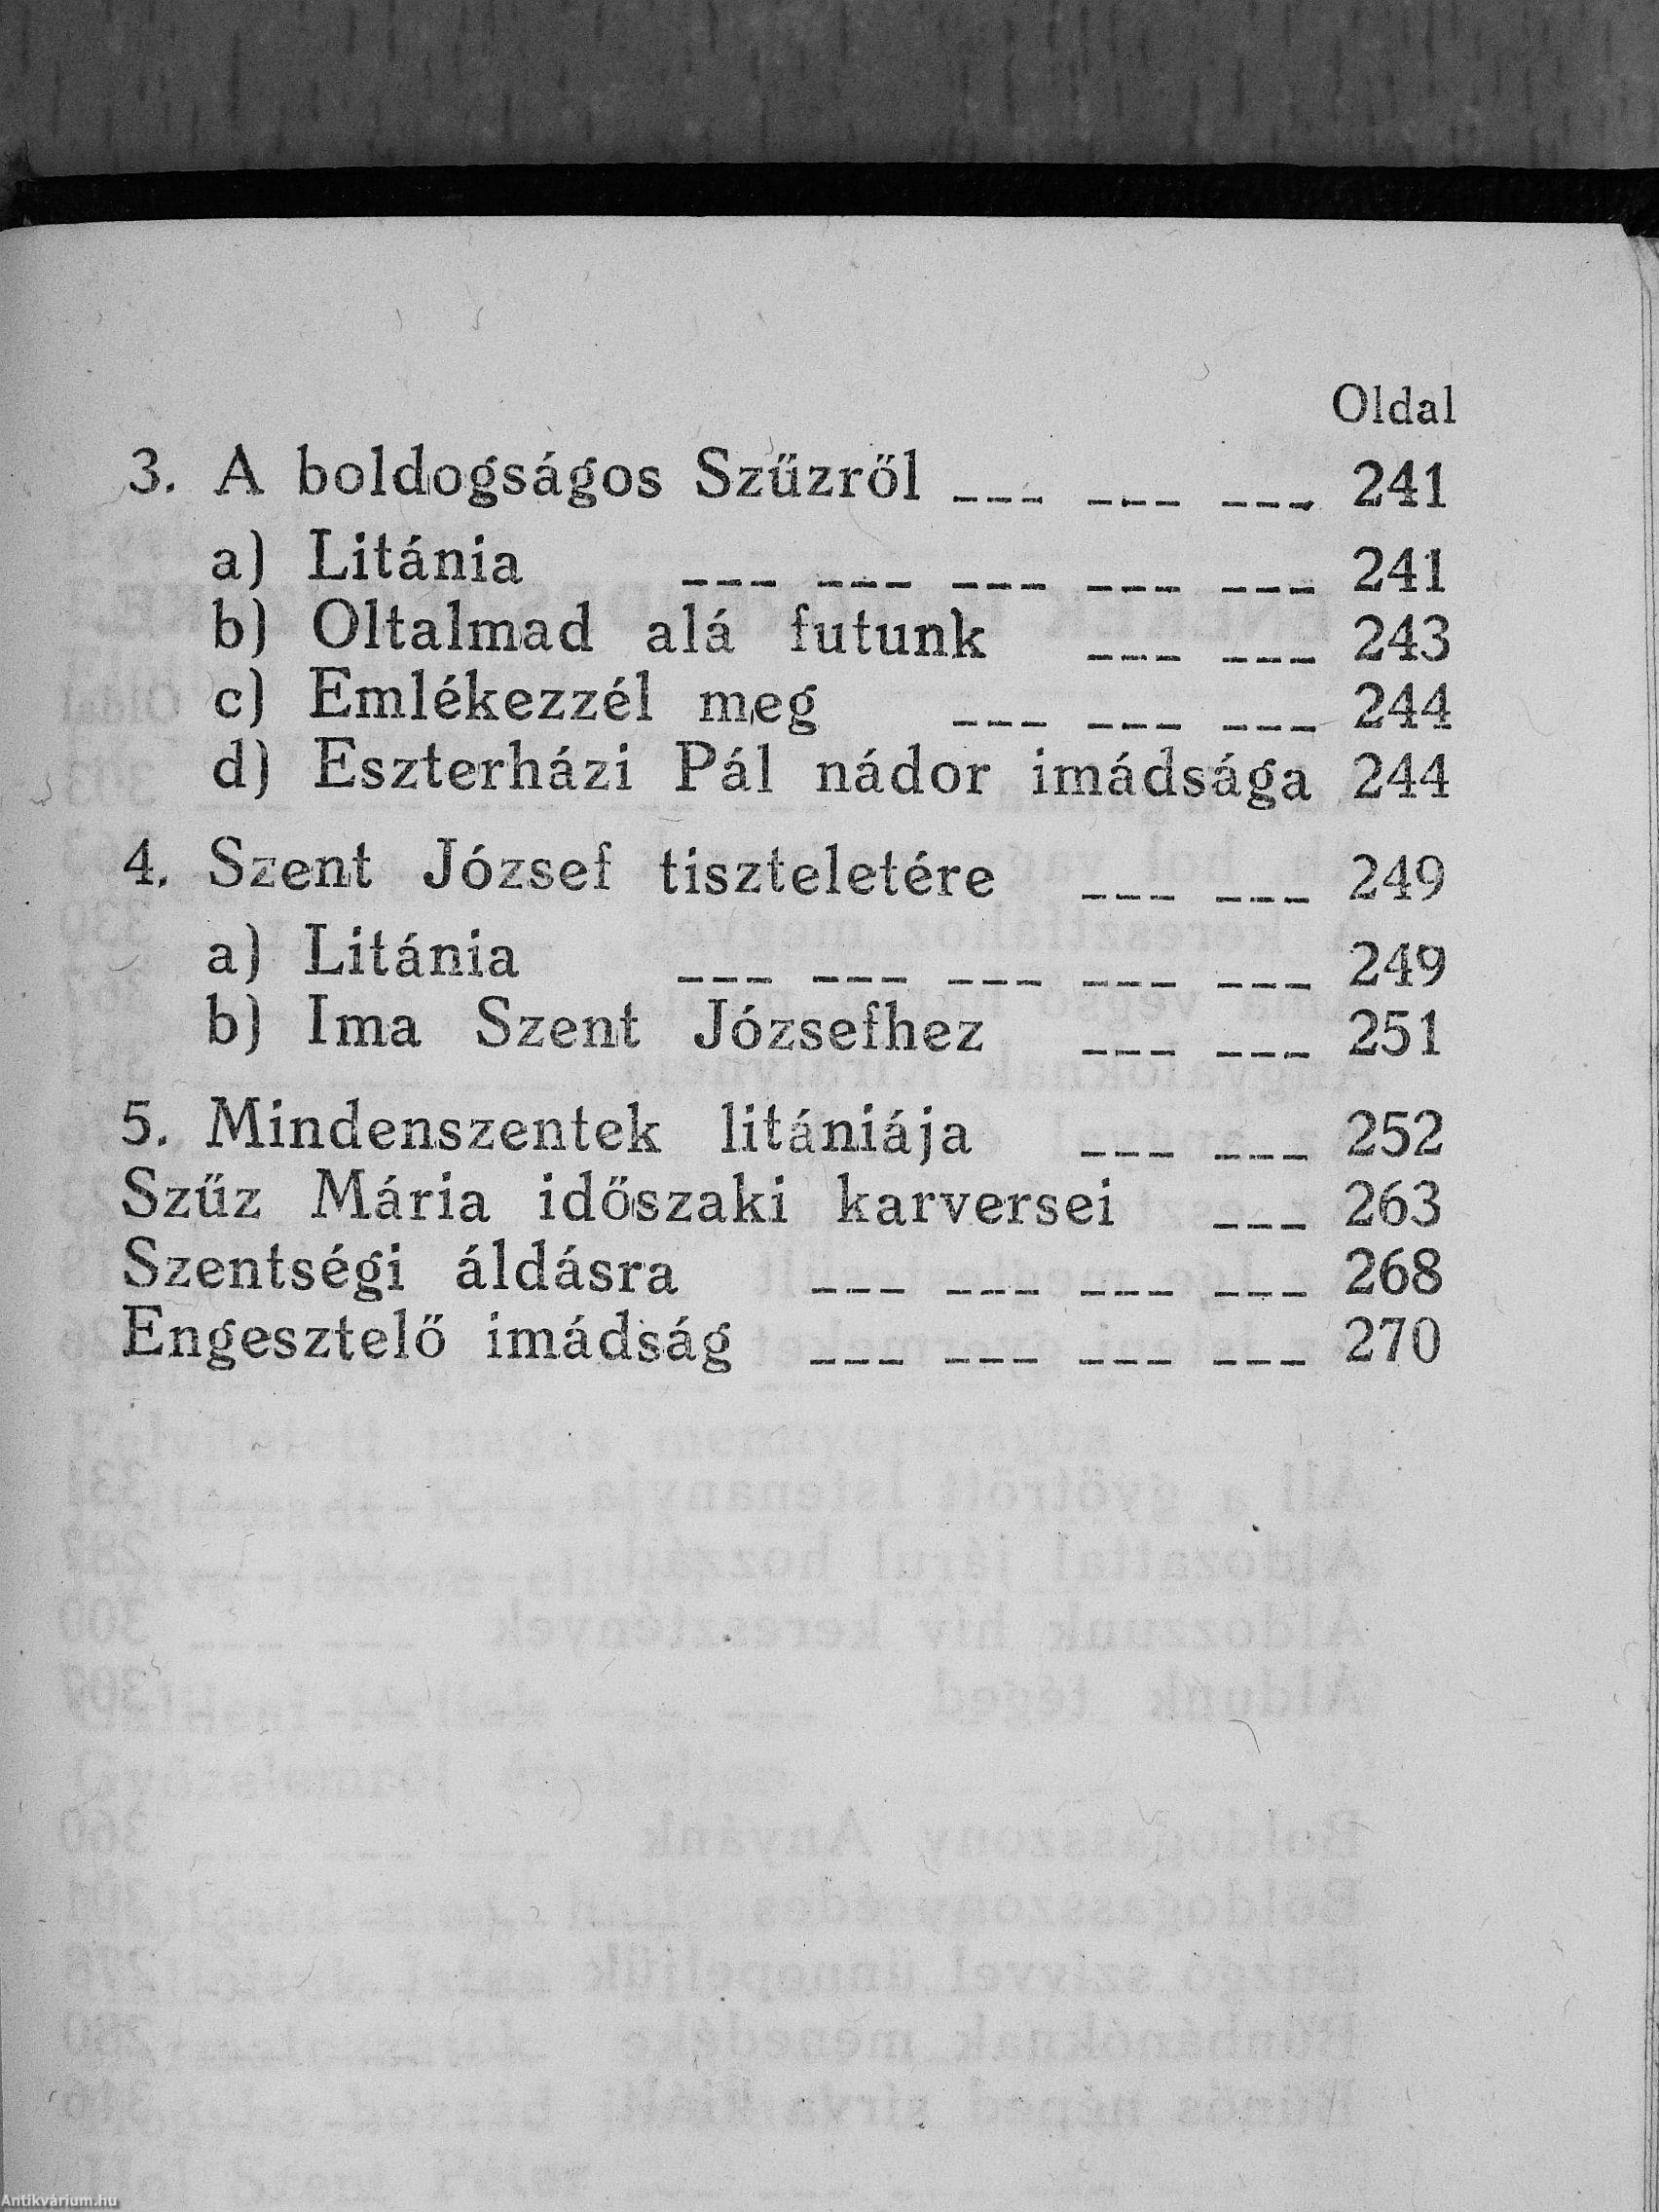 Oldal
3. A boldogságos Szűzről --- --- --- 241
a) Litánia --- --- --- --- --- 241
b) Oltalmad alá futunk --- --- 243
c) Emlékezzél meg --- --- --- 244
d) Eszterházi Pál nádor imádsága 244
4. Szent József tiszteletére --- --- 249
a) Litánia --- --- --- --- --- 249
b) Ima Szent Józsefhez --- --- 251
5. Mindenszentek litániája --- --- 252
Szűz Mária időszaki karversei --- 263
Szentségi áldásra --- --- --- --- 268
Engesztelő imádság --- --- --- --- 270
Antikvárium.hu